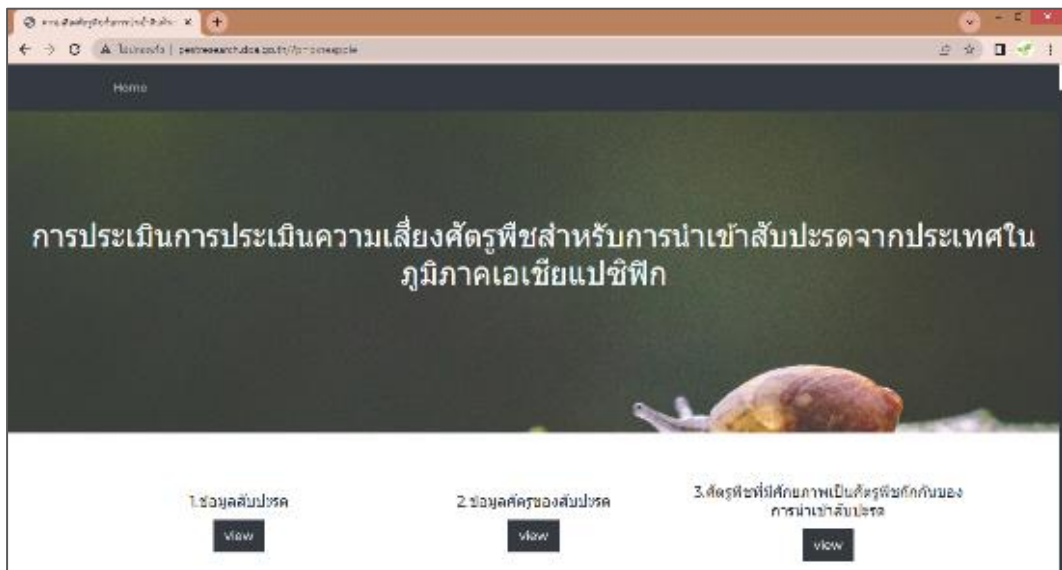 Home
การประเมินการประเมินความเสี่ยงศัตรูพืชสำหรับการนำเข้าสับปะรดจากประเทศใน
ภูมิภาคเอเชียแปซิฟิก
1.ข้อมูลสับปะรด
2.ข้อมูลศัตรูของสับปะรด
3.ศัตรูพืชที่มีศักยภาพเป็นศัตรูพืชกักกันของ
การนำเข้าสับปะรด
view
view
view